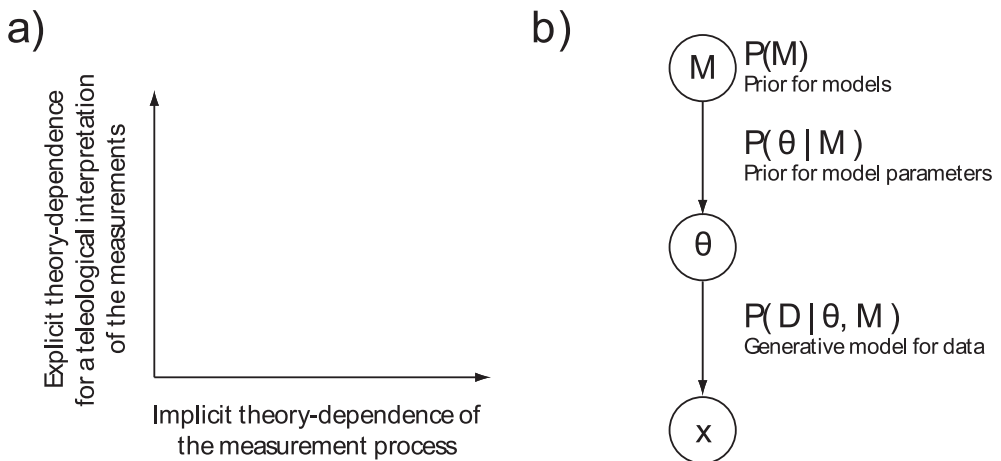 a)
Explicit theory-dependence
for a teleological interpretation
of the measurements
Implicit theory-dependence of
the measurement process
b)
M
P(M)
Prior for models
P( θ | M )
Prior for model parameters
θ
P( D | θ, M )
Generative model for data
x